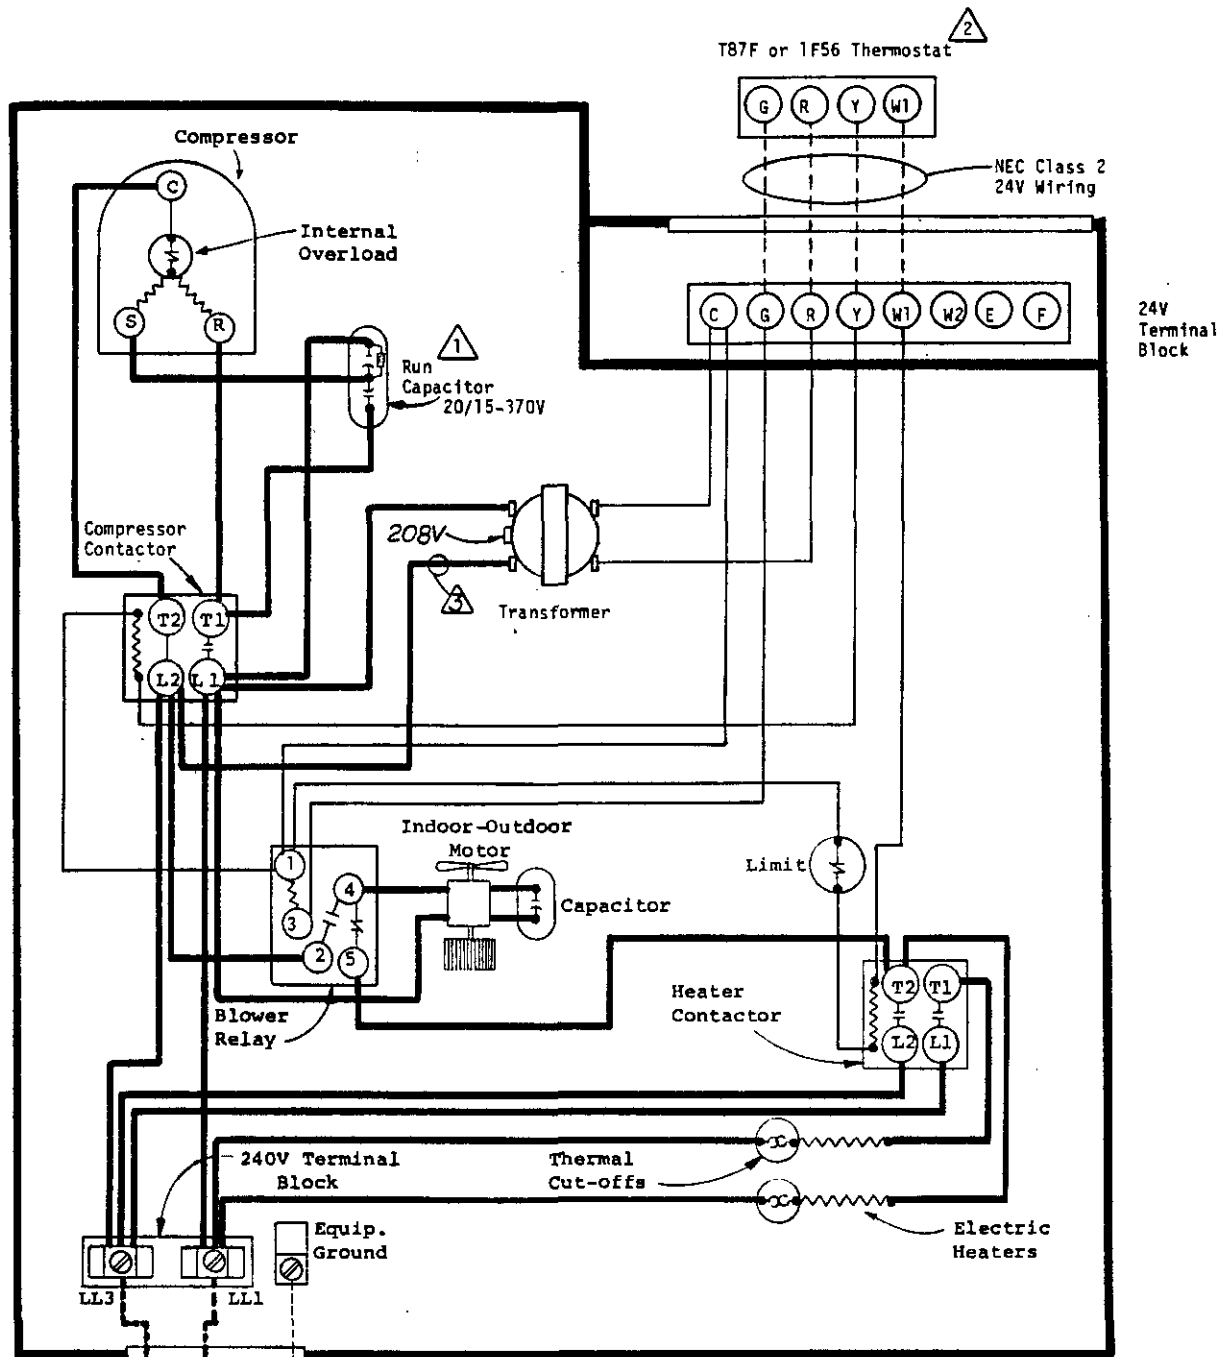 2
T87F or 1F56 Thermostat
G R Y W1
NEC Class 2
24V Wiring
Compressor
C
Internal
Overload
S R
C G R Y W1 W2 E F
24V
Terminal
Block
1
Run
Capacitor
20/15-370V
208V
3
Transformer
Compressor
Contactor
T2 T1
L2 L1
Indoor-Outdoor
Motor
1
4
3
2 5
Capacitor
Limit
Blower
Relay
Heater
Contactor
T2 T1
L2 L1
240V Terminal
Block
Thermal
Cut-offs
Electric
Heaters
Equip.
Ground
LL3 LL1